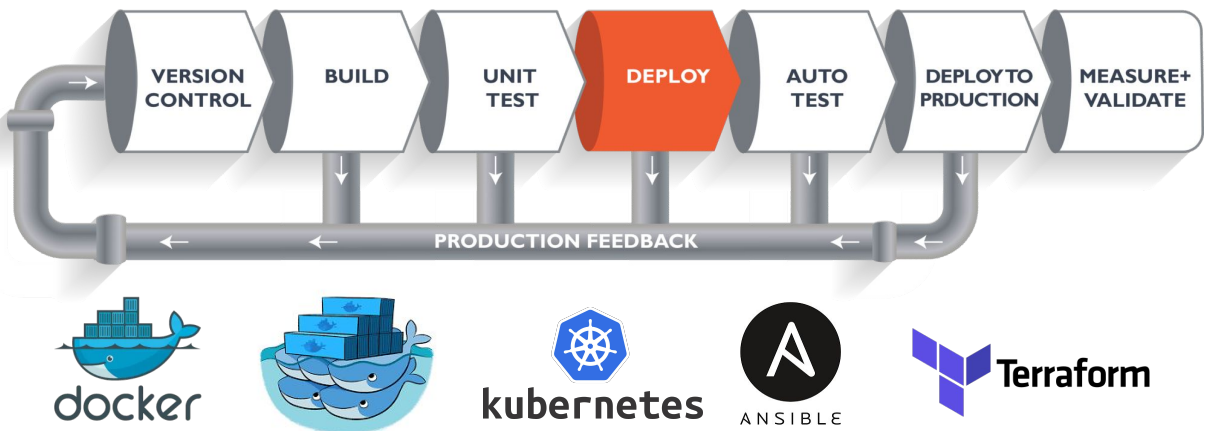 VERSION
CONTROL
BUILD
UNIT
TEST
DEPLOY
AUTO
TEST
DEPLOY TO
PRDUCTION
MEASURE+
VALIDATE
PRODUCTION FEEDBACK
docker
kubernetes
ANSIBLE
Terraform